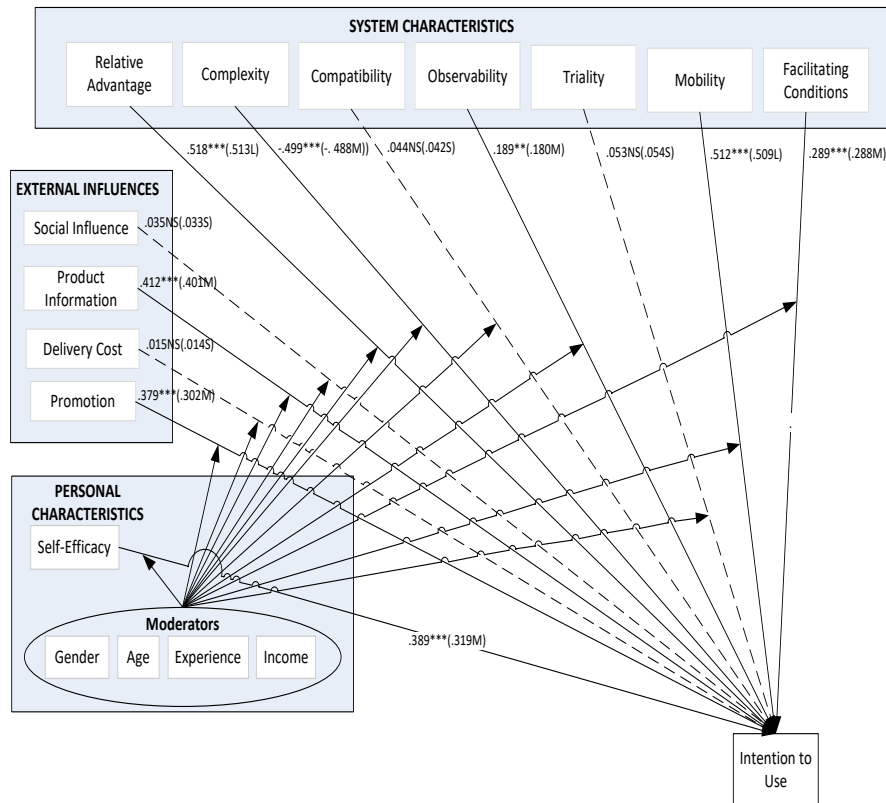 SYSTEM CHARACTERISTICS
Relative
Advantage
Complexity
Compatibility
Observability
Triality
Mobility
Facilitating
Conditions
.518***(.513L)
-.499***(-. 488M))
.044NS(.042S)
.189**(.180M)
.053NS(.054S)
.512***(.509L)
.289***(.288M)
EXTERNAL INFLUENCES
Social Influence
.035NS(.033S)
Product
Information
.412***(.401M)
Delivery Cost
.015NS(.014S)
Promotion
.379***(.302M)
PERSONAL
CHARACTERISTICS
Self-Efficacy
Moderators
Gender
Age
Experience
Income
.389***(.319M)
Intention to
Use